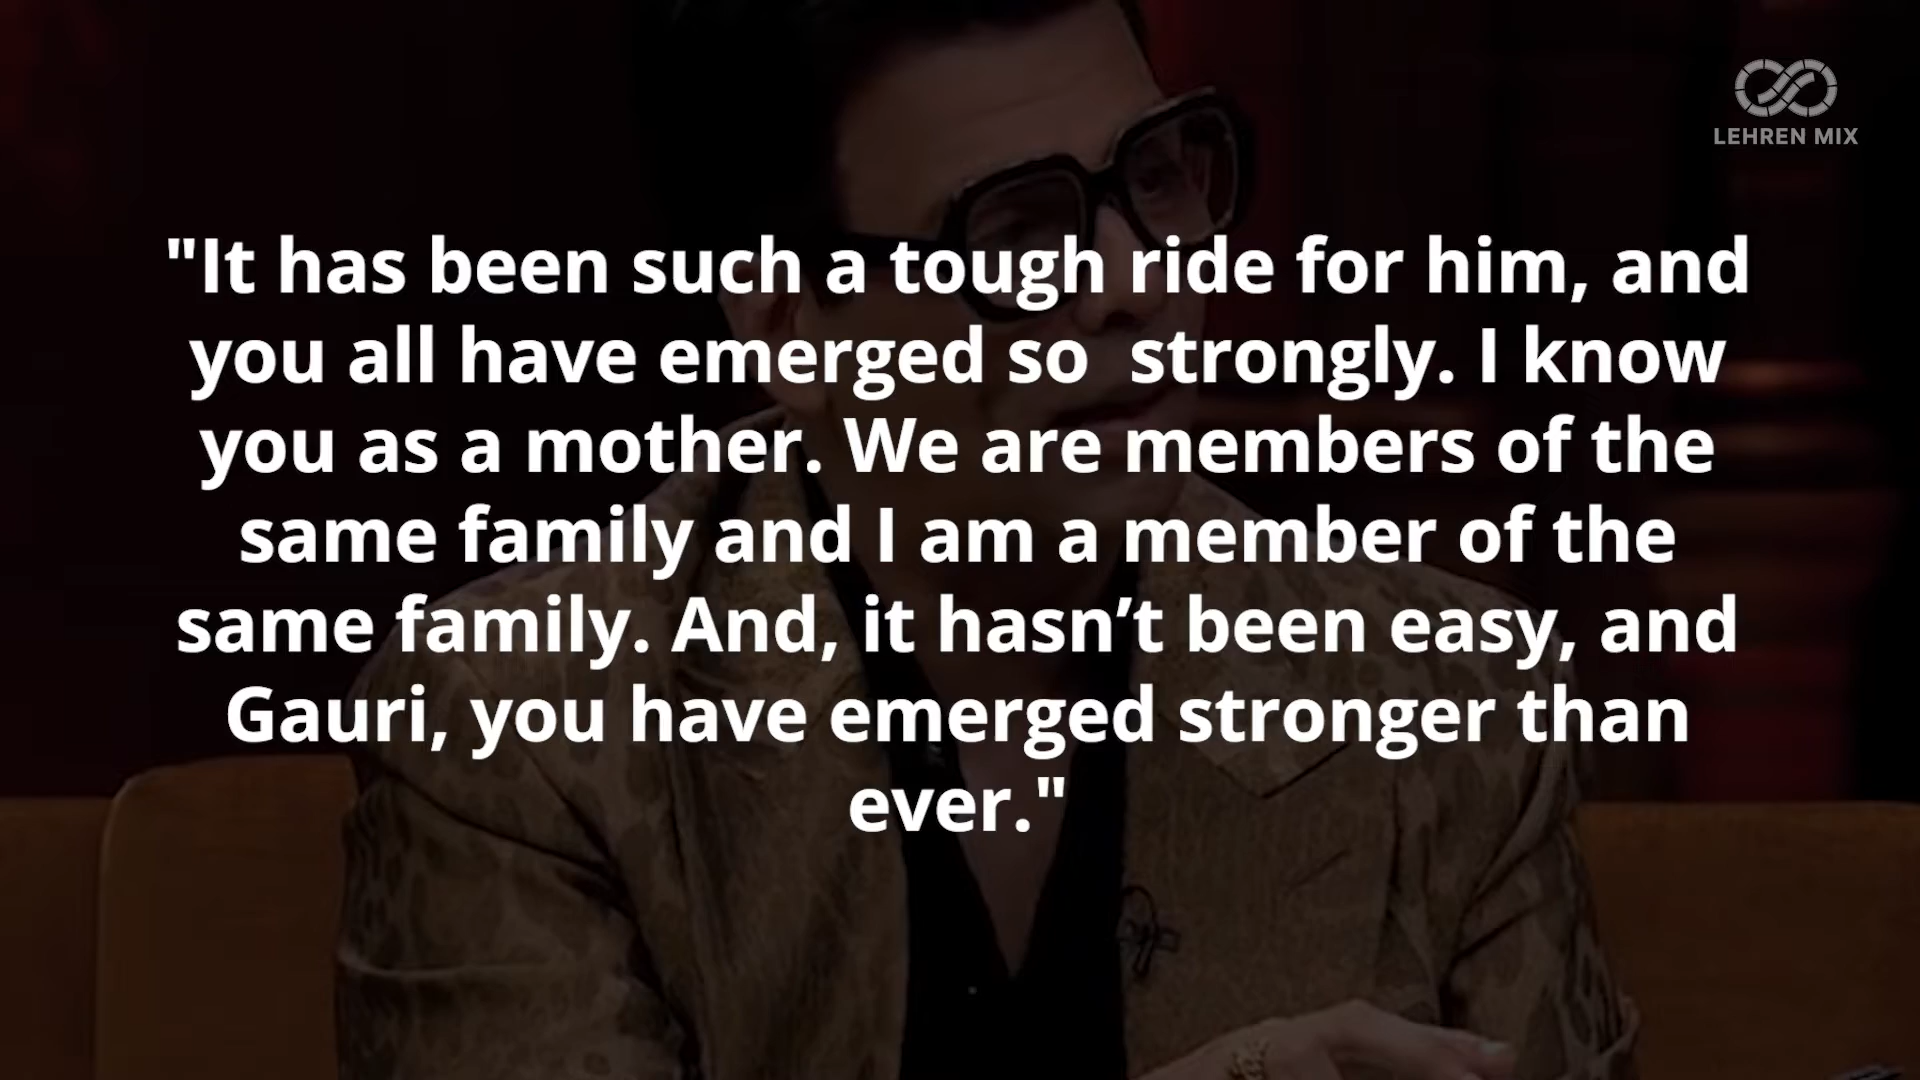 LEHREN MIX
"It has been such a tough ride for him, and
you all have emerged so  strongly. I know
you as a mother. We are members of the
same family and I am a member of the
same family. And, it hasn’t been easy, and
Gauri, you have emerged stronger than
ever."